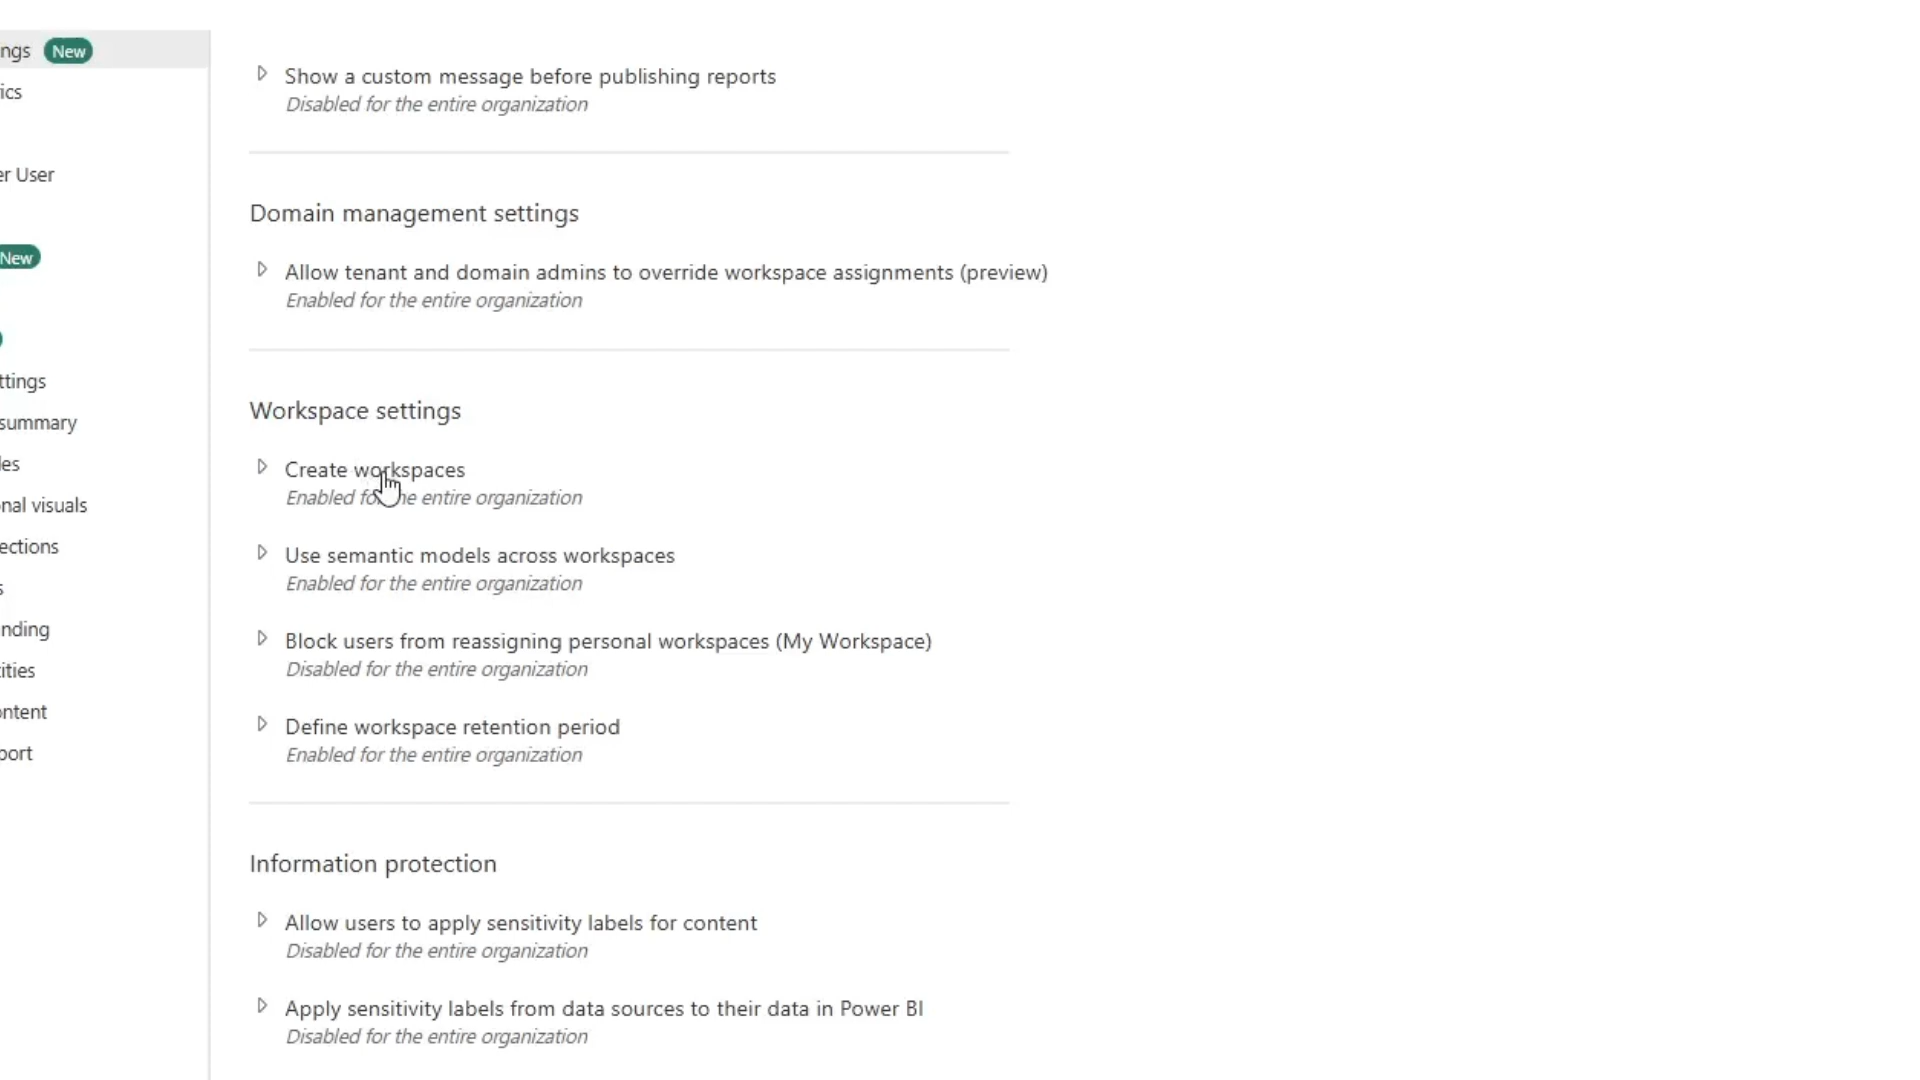 ngs New
ics
er User
New
ttings
summary
les
nal visuals
ections
s
nding
ities
ontent
port
Show a custom message before publishing reports
Disabled for the entire organization
Domain management settings
Allow tenant and domain admins to override workspace assignments (preview)
Enabled for the entire organization
Workspace settings
Create workspaces
Enabled for the entire organization
Use semantic models across workspaces
Enabled for the entire organization
Block users from reassigning personal workspaces (My Workspace)
Disabled for the entire organization
Define workspace retention period
Enabled for the entire organization
Information protection
Allow users to apply sensitivity labels for content
Disabled for the entire organization
Apply sensitivity labels from data sources to their data in Power BI
Disabled for the entire organization